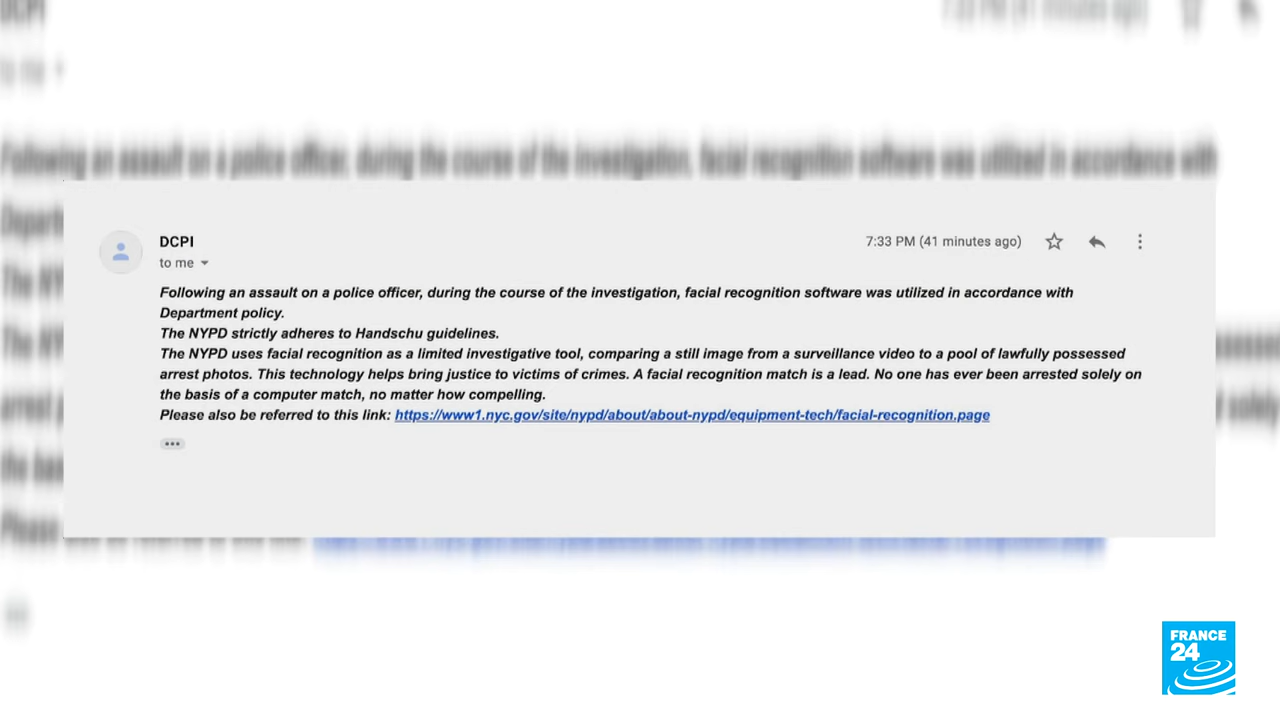 DCPI
7:33 PM (41 minutes ago)
to me
Following an assault on a police officer, during the course of the investigation, facial recognition software was utilized in accordance with
Department policy.
The NYPD strictly adheres to Handschu guidelines.
The NYPD uses facial recognition as a limited investigative tool, comparing a still image from a surveillance video to a pool of lawfully possessed
arrest photos. This technology helps bring justice to victims of crimes. A facial recognition match is a lead. No one has ever been arrested solely on
the basis of a computer match, no matter how compelling.
Please also be referred to this link: https://www1.nyc.gov/site/nypd/about/about-nypd/equipment-tech/facial-recognition.page
FRANCE
24